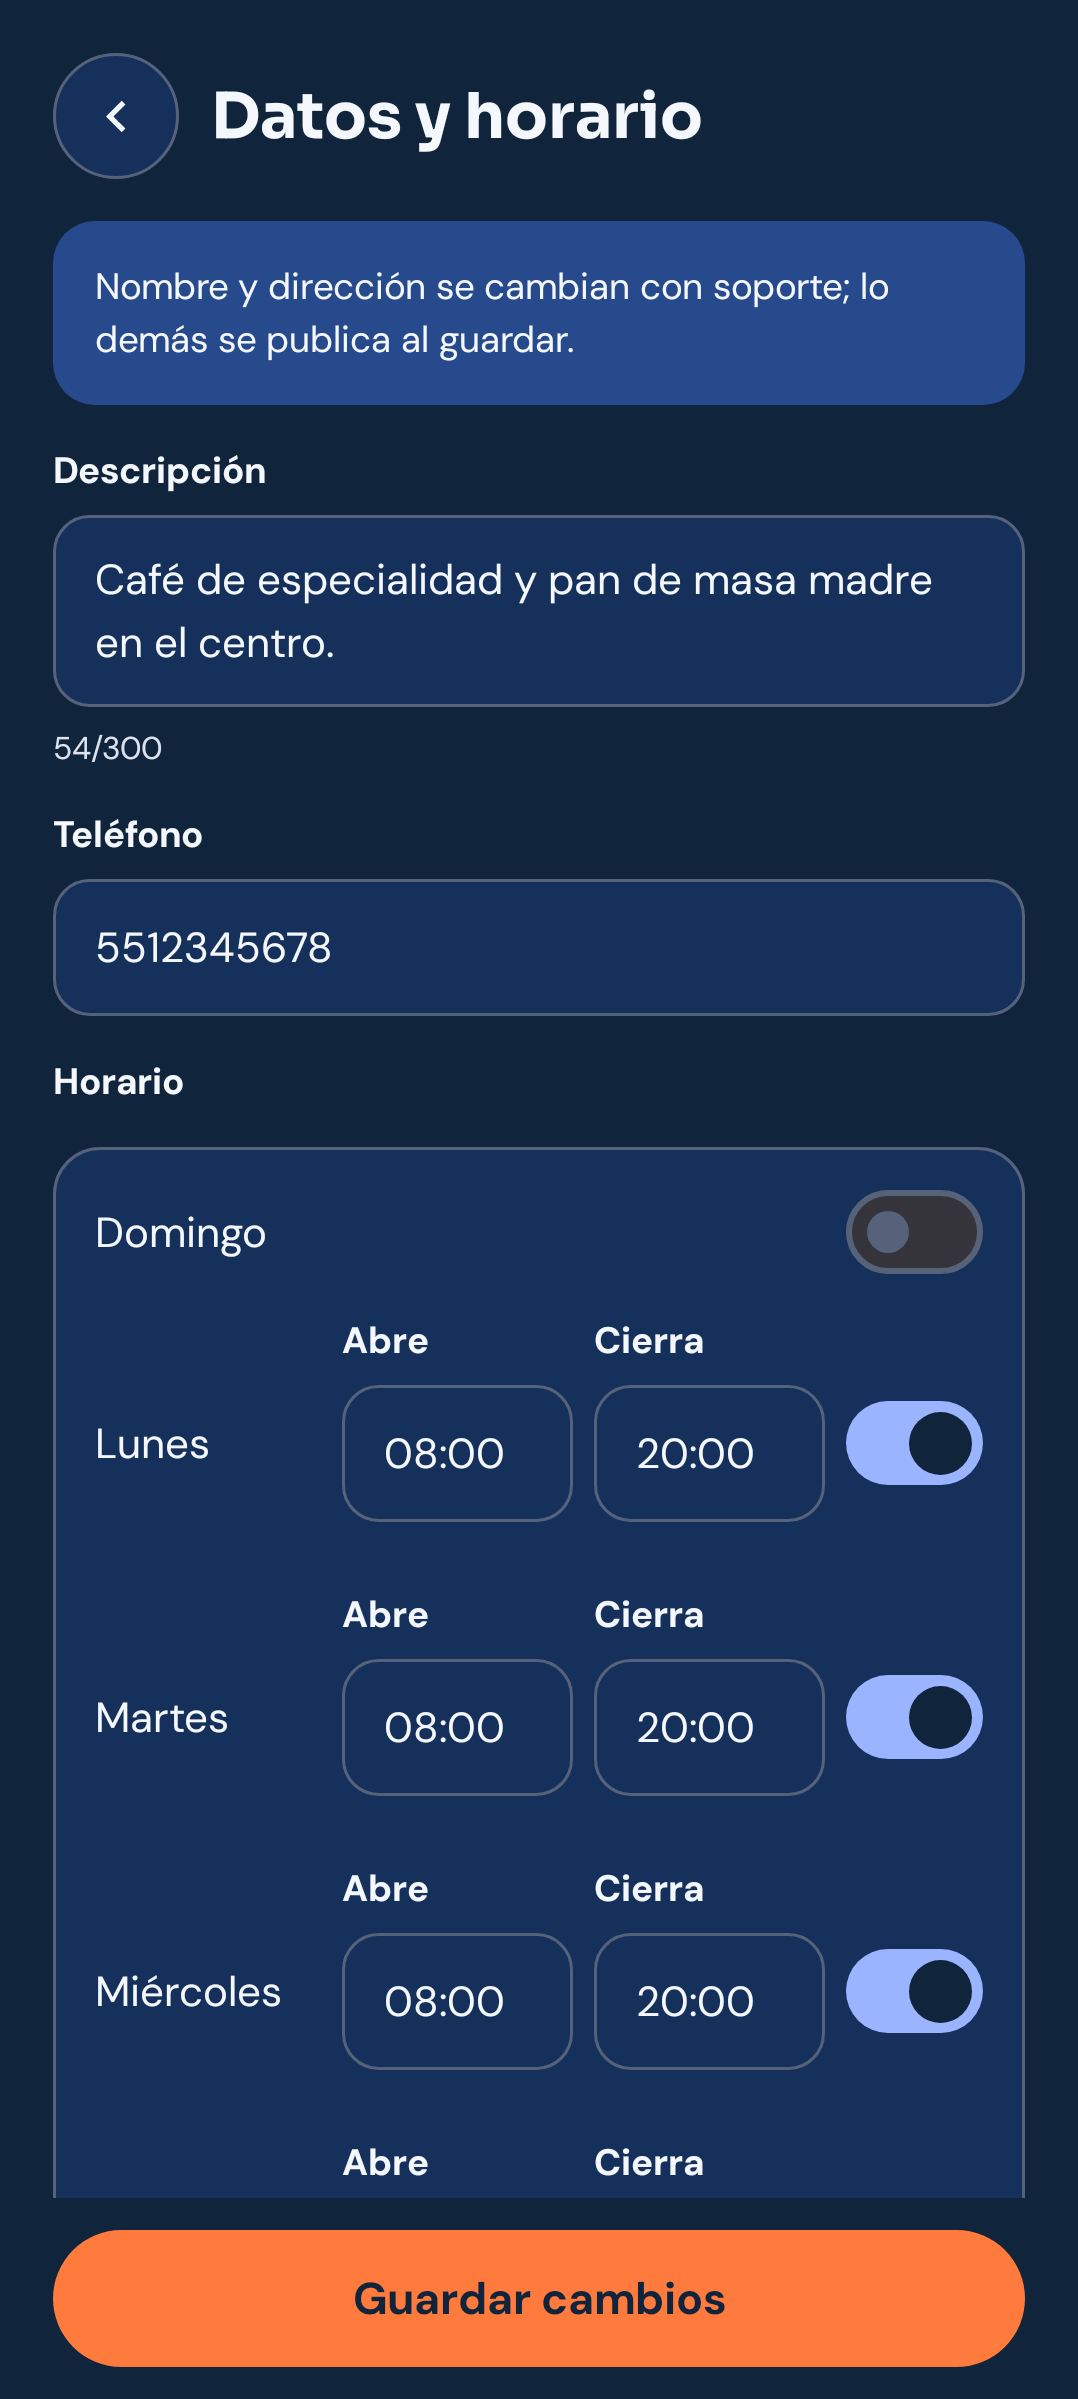 Datos y horario
Nombre y dirección se cambian con soporte; lo
demás se publica al guardar.
Descripción
Café de especialidad y pan de masa madre
en el centro.
54/300
Teléfono
5512345678
Horario
Domingo
Abre Cierra
Lunes 08:00 20:00
Abre Cierra
Martes 08:00 20:00
Abre Cierra
Miércoles 08:00 20:00
Abre Cierra
Guardar cambios